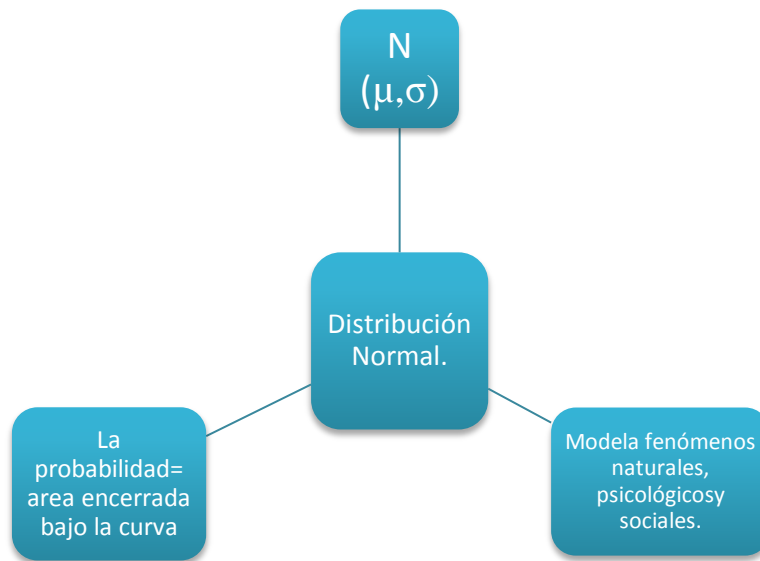 N
(μ,σ)
Distribución
Normal.
La
probabilidad=
area encerrada
bajo la curva
Modela fenómenos
naturales,
psicológicosy
sociales.